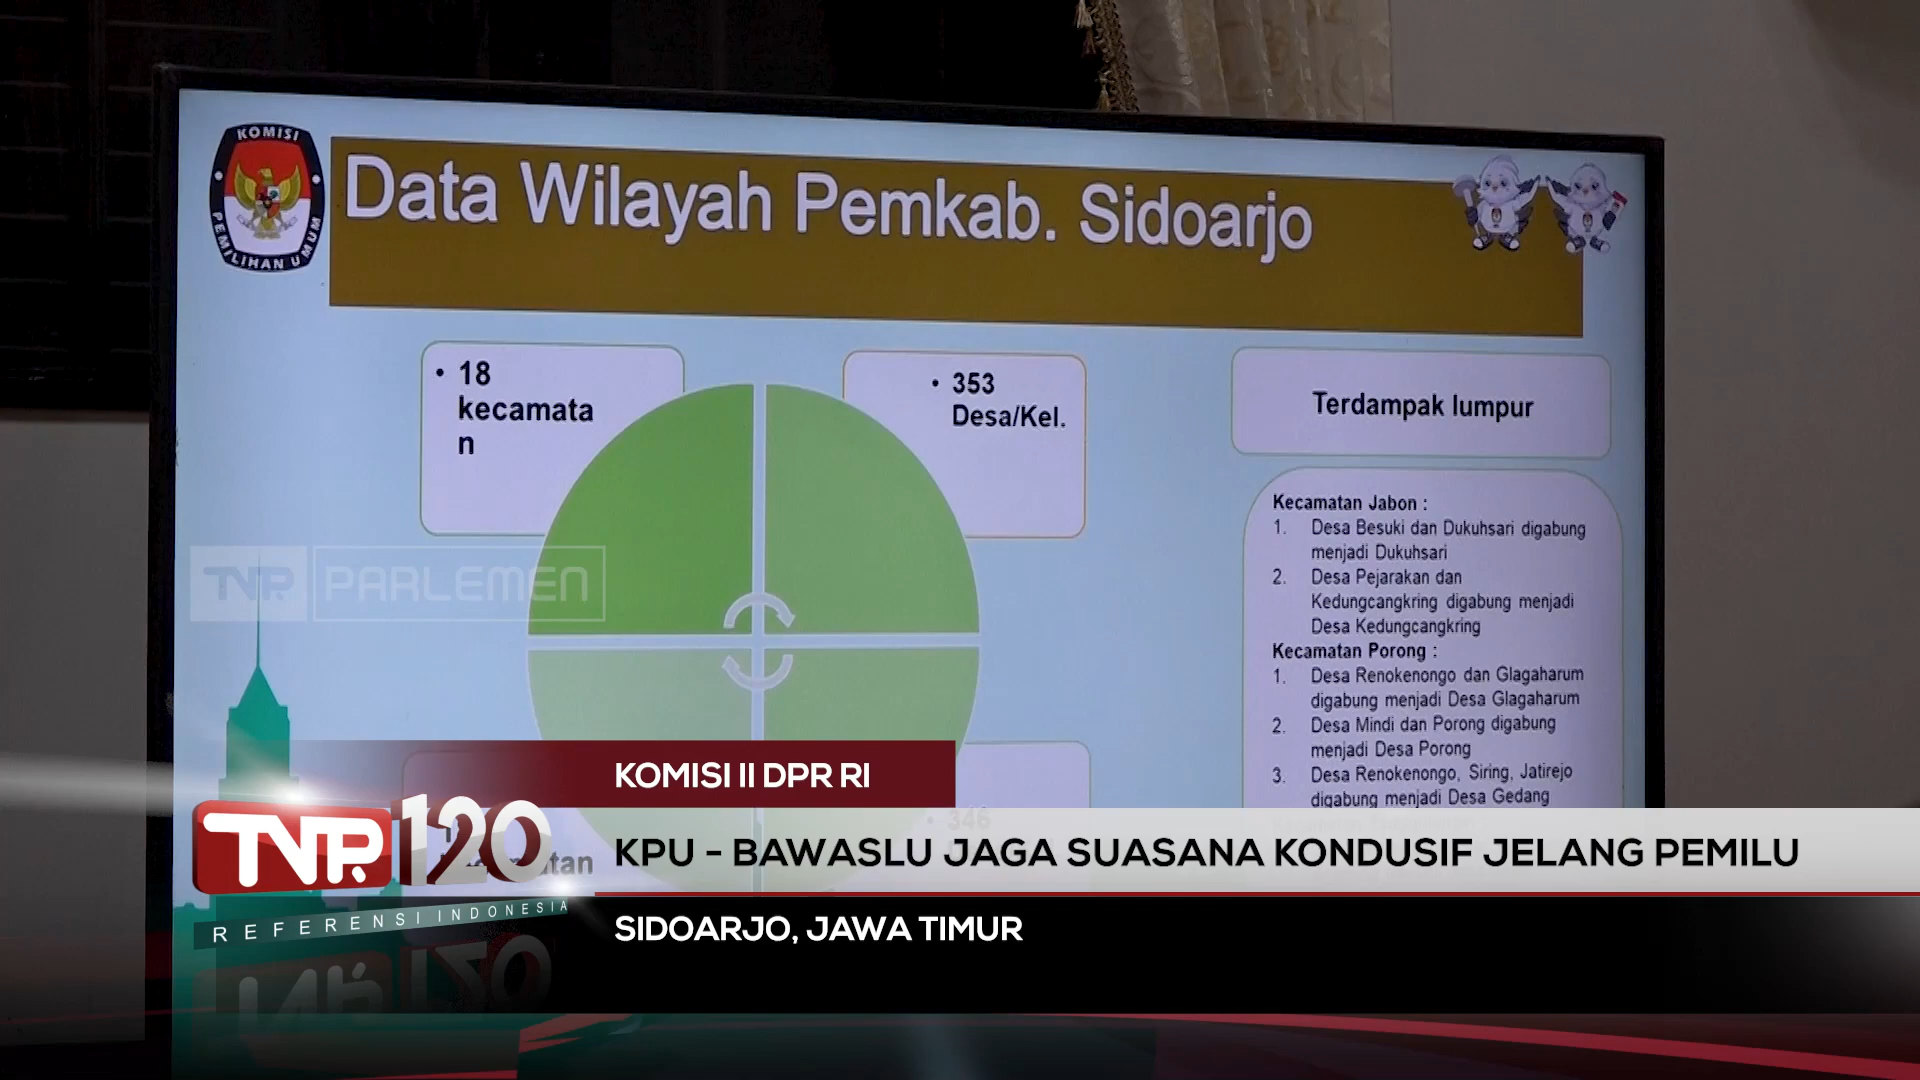 KOMISI
PEMILIHAN UMUM
Data Wilayah Pemkab. Sidoarjo
• 18
kecamata
n
• 353
Desa/Kel.
Terdampak lumpur
Kecamatan Jabon :
1. Desa Besuki dan Dukuhsari digabung
menjadi Dukuhsari
2. Desa Pejarakan dan
Kedungcangkring digabung menjadi
Desa Kedungcangkring
Kecamatan Porong :
1. Desa Renokenongo dan Glagaharum
digabung menjadi Desa Glagaharum
2. Desa Mindi dan Porong digabung
menjadi Desa Porong
3. Desa Renokenongo, Siring, Jatirejo
digabung menjadi Desa Gedang
• 346
TVP PARLEMEN
KOMISI II DPR RI
TVP 120
REFERENSI INDONESIA
KPU - BAWASLU JAGA SUASANA KONDUSIF JELANG PEMILU
SIDOARJO, JAWA TIMUR